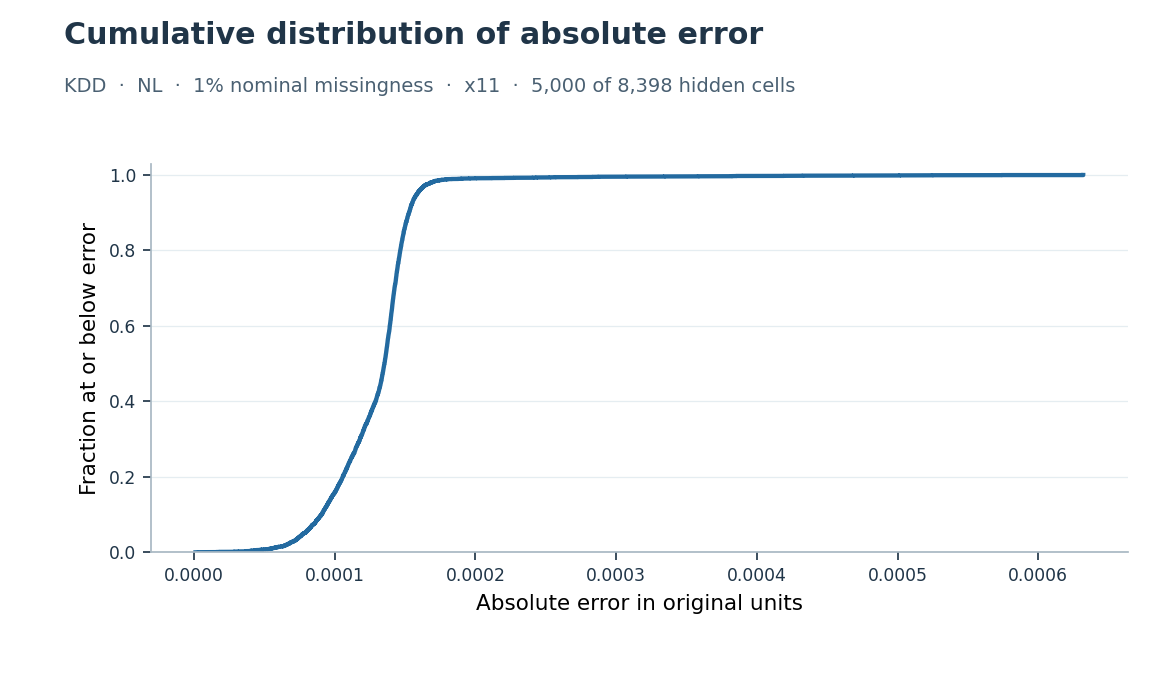 Cumulative distribution of absolute error
KDD · NL · 1% nominal missingness · x11 · 5,000 of 8,398 hidden cells
Fraction at or below error
1.0
0.8
0.6
0.4
0.2
0.0
0.0000 0.0001 0.0002 0.0003 0.0004 0.0005 0.0006
Absolute error in original units